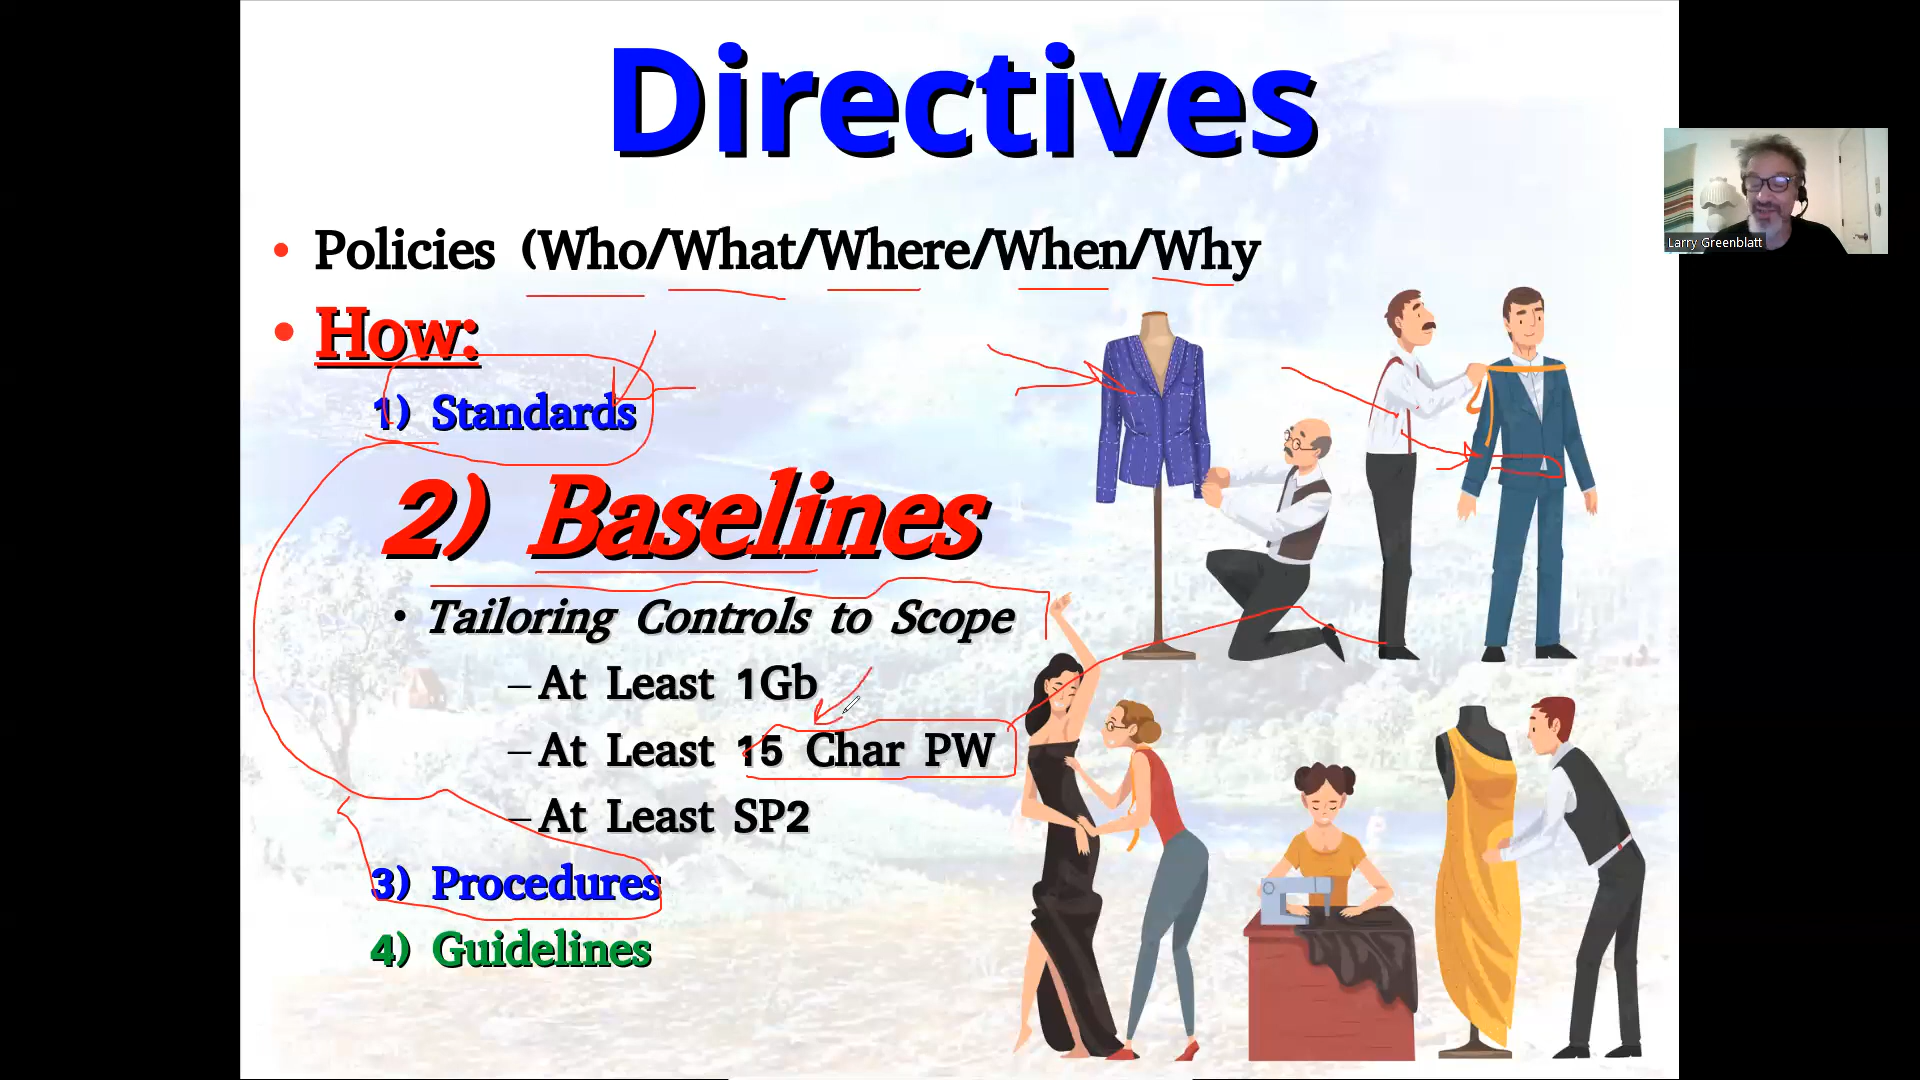 Directives
• Policies (Who/What/Where/When/Why
• How:
1) Standards
2) Baselines
• Tailoring Controls to Scope
–At Least 1Gb
–At Least 15 Char PW
–At Least SP2
3) Procedures
4) Guidelines
Larry Greenblatt